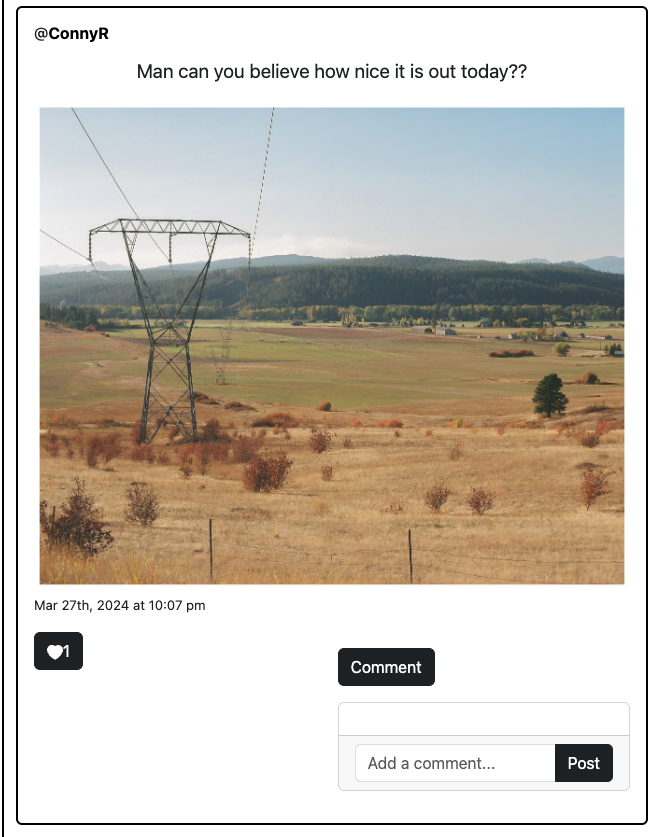 @ConnyR
Man can you believe how nice it is out today??
Mar 27th, 2024 at 10:07 pm
1
Comment
Add a comment...
Post